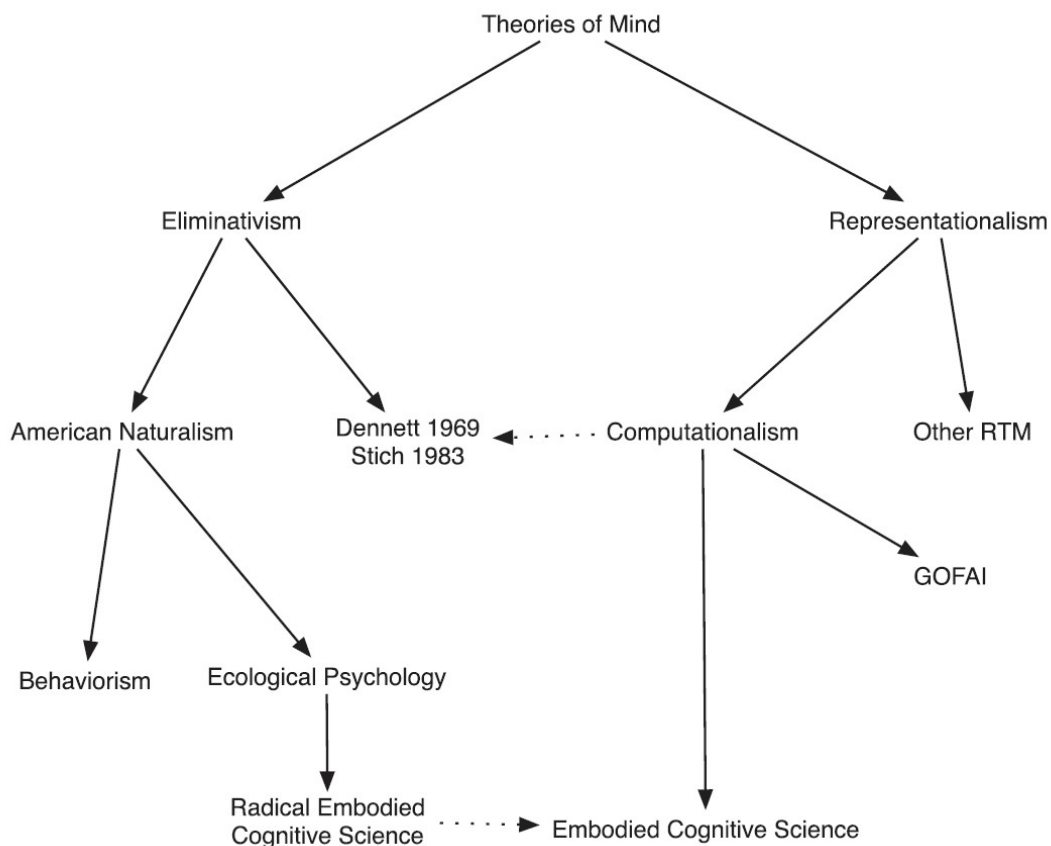 Theories of Mind
Eliminativism
Representationalism
American Naturalism
Dennett 1969
Stich 1983
Computationalism
Other RTM
GOFAI
Behaviorism
Ecological Psychology
Radical Embodied
Cognitive Science
Embodied Cognitive Science